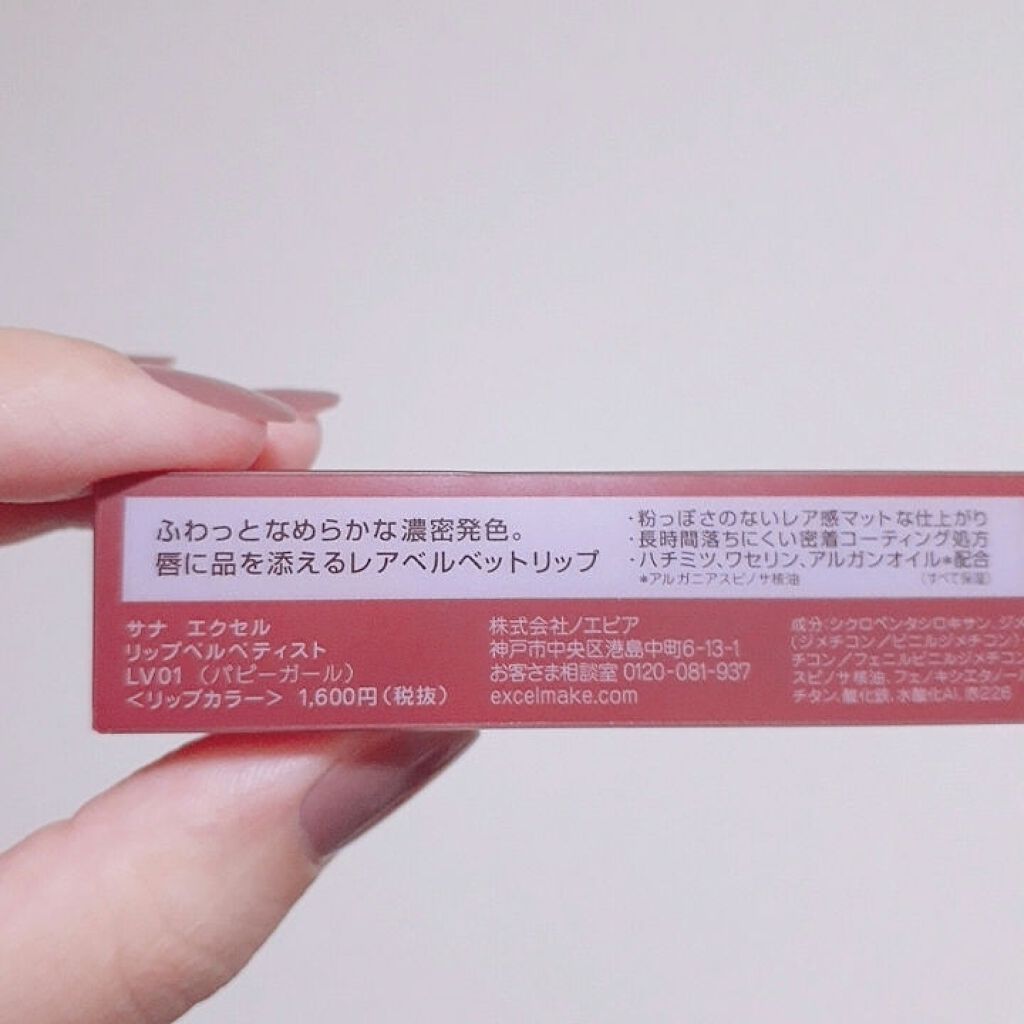 ふわっとなめらかな濃密発色。
唇に品を添えるレアベルベットリップ
・粉っぽさのないレア感マットな仕上がり
・長時間落ちにくい密着コーティング処方
・ハチミツ、ワセリン、アルガンオイル*配合
*アルガニアスピノサ核油 (すべて保湿)
サナ エクセル
リップベルベティスト
LV01 (パピーガール)
<リップカラー> 1,600円(税抜)
株式会社ノエビア
神戸市中央区港島中町6-13-1
お客さま相談室 0120-081-937
excelmake.com
成分:シクロペンタシロキサン、ジメ
(ジメチコン/ビニルジメチコン)
チコン/フェニルビニルジメチコン
スピノサ核油、フェノキシエタノール
チタン、酸化鉄、水酸化Al、赤226